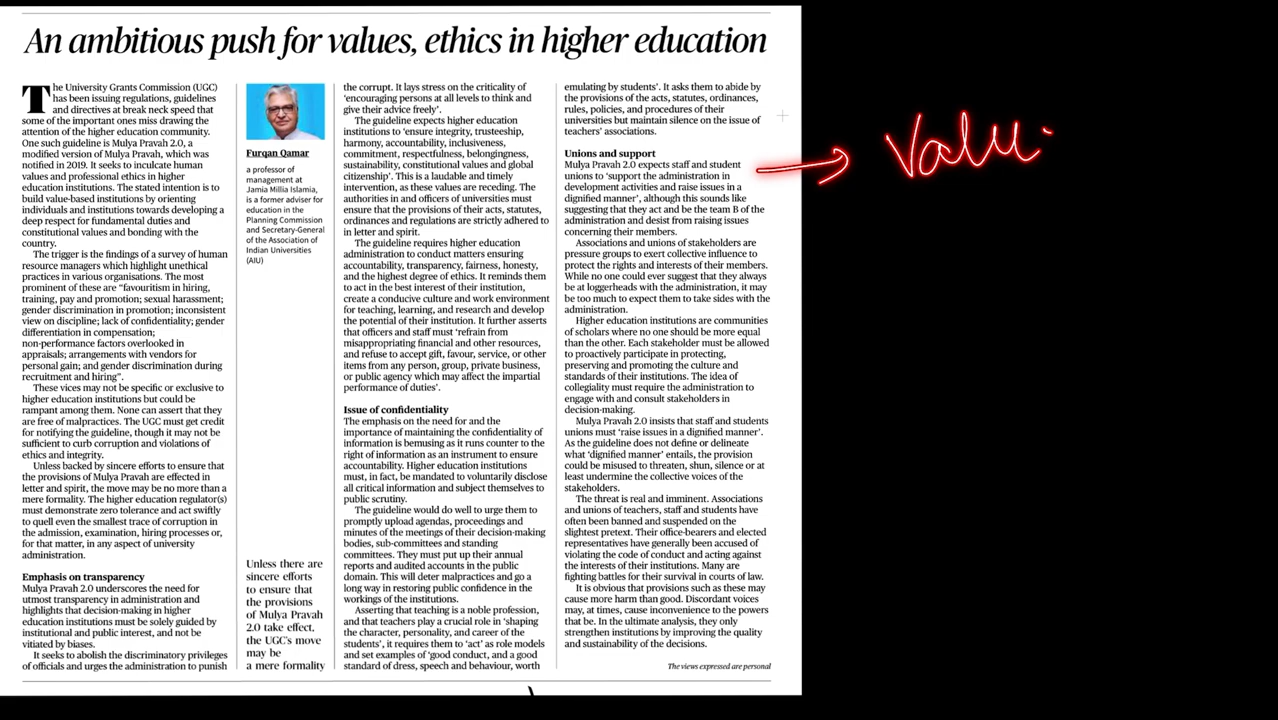 An ambitious push for values, ethics in higher education
The University Grants Commission (UGC)
has been issuing regulations, guidelines
and directives at break neck speed that
some of the important ones miss drawing the
attention of the higher education community.
One such guideline is Mulya Pravah 2.0, a
modified version of Mulya Pravah, which was
notified in 2019. It seeks to inculcate human
values and professional ethics in higher
education institutions. The stated intention is to
build value-based institutions by orienting
individuals and institutions towards developing a
deep respect for fundamental duties and
constitutional values and bonding with the
country.
The trigger is the findings of a survey of human
resource managers which highlight unethical
practices in various organisations. The most
prominent of these are “favouritism in hiring,
training, pay and promotion; sexual harassment;
gender discrimination in promotion; inconsistent
view on discipline; lack of confidentiality; gender
differentiation in compensation;
non-performance factors overlooked in
appraisals; arrangements with vendors for
personal gain; and gender discrimination during
recruitment and hiring”.
These vices may not be specific or exclusive to
higher education institutions but could be
rampant among them. None can assert that they
are free of malpractices. The UGC must get credit
for notifying the guideline, though it may not be
sufficient to curb corruption and violations of
ethics and integrity.
Unless backed by sincere efforts to ensure that
the provisions of Mulya Pravah are effected in
letter and spirit, the move may be no more than a
mere formality. The higher education regulator(s)
must demonstrate zero tolerance and act swiftly
to quell even the smallest trace of corruption in
the admission, examination, hiring processes or,
for that matter, in any aspect of university
administration.
Emphasis on transparency
Mulya Pravah 2.0 underscores the need for
utmost transparency in administration and
highlights that decision-making in higher
education institutions must be solely guided by
institutional and public interest, and not be
vitiated by biases.
It seeks to abolish the discriminatory privileges
of officials and urges the administration to punish
Furqan Qamar
a professor of
management at
Jamia Millia Islamia,
is a former adviser for
education in the
Planning Commission
and Secretary-General
of the Association of
Indian Universities
(AIU)
Unless there are
sincere efforts
to ensure that
the provisions
of Mulya Pravah
2.0 take effect,
the UGC's move
may be
a mere formality
the corrupt. It lays stress on the criticality of
‘encouraging persons at all levels to think and
give their advice freely’.
The guideline expects higher education
institutions to ‘ensure integrity, trusteeship,
harmony, accountability, inclusiveness,
commitment, respectfulness, belongingness,
sustainability, constitutional values and global
citizenship’. This is a laudable and timely
intervention, as these values are receding. The
authorities in and officers of universities must
ensure that the provisions of their acts, statutes,
ordinances and regulations are strictly adhered to
in letter and spirit.
The guideline requires higher education
administration to conduct matters ensuring
accountability, transparency, fairness, honesty,
and the highest degree of ethics. It reminds them
to act in the best interest of their institution,
create a conducive culture and work environment
for teaching, learning, and research and develop
the potential of their institution. It further asserts
that officers and staff must ‘refrain from
misappropriating financial and other resources,
and refuse to accept gift, favour, service, or other
items from any person, group, private business,
or public agency which may affect the impartial
performance of duties’.
Issue of confidentiality
The emphasis on the need for and the
importance of maintaining the confidentiality of
information is bemusing as it runs counter to the
right of information as an instrument to ensure
accountability. Higher education institutions
must, in fact, be mandated to voluntarily disclose
all critical information and subject themselves to
public scrutiny.
The guideline would do well to urge them to
promptly upload agendas, proceedings and
minutes of the meetings of their decision-making
bodies, sub-committees and standing
committees. They must put up their annual
reports and audited accounts in the public
domain. This will deter malpractices and go a
long way in restoring public confidence in the
workings of the institutions.
Asserting that teaching is a noble profession,
and that teachers play a crucial role in ‘shaping
the character, personality, and career of the
students’, it requires them to ‘act’ as role models
and set examples of ‘good conduct, and a good
standard of dress, speech and behaviour, worth
emulating by students’. It asks them to abide by
the provisions of the acts, statutes, ordinances,
rules, policies, and procedures of their
universities but maintain silence on the issue of
teachers’ associations.
Unions and support
Mulya Pravah 2.0 expects staff and student
unions to ‘support the administration in
development activities and raise issues in a
dignified manner’, although this sounds like
suggesting that they act and be the team B of the
administration and desist from raising issues
concerning their members.
Associations and unions of stakeholders are
pressure groups to exert collective influence to
protect the rights and interests of their members.
While no one could ever suggest that they always
be at loggerheads with the administration, it may
be too much to expect them to take sides with the
administration.
Higher education institutions are communities
of scholars where no one should be more equal
than the other. Each stakeholder must be allowed
to proactively participate in protecting,
preserving and promoting the culture and
standards of their institutions. The idea of
collegiality must require the administration to
engage with and consult stakeholders in
decision-making.
Mulya Pravah 2.0 insists that staff and students
unions must ‘raise issues in a dignified manner’.
As the guideline does not define or delineate
what ‘dignified manner’ entails, the provision
could be misused to threaten, shun, silence or at
least undermine the collective voices of the
stakeholders.
The threat is real and imminent. Associations
and unions of teachers, staff and students have
often been banned and suspended on the
slightest pretext. Their office-bearers and elected
representatives have generally been accused of
violating the code of conduct and acting against
the interests of their institutions. Many are
fighting battles for their survival in courts of law.
It is obvious that provisions such as these may
cause more harm than good. Discordant voices
may, at times, cause inconvenience to the powers
that be. In the ultimate analysis, they only
strengthen institutions by improving the quality
and sustainability of the decisions.
The views expressed are personal
Valu